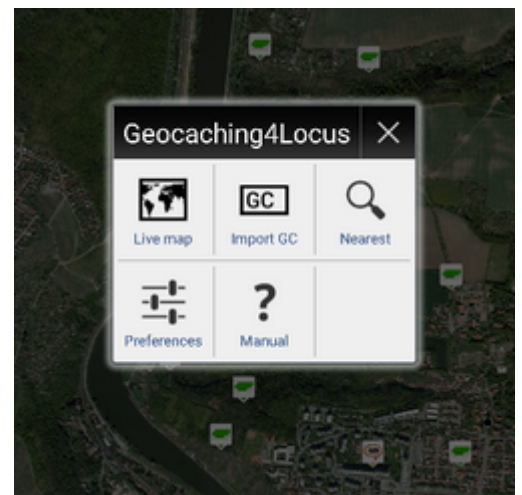 Geocaching4Locus
GC
Live map
Import GC
Nearest
?
Preferences
Manual